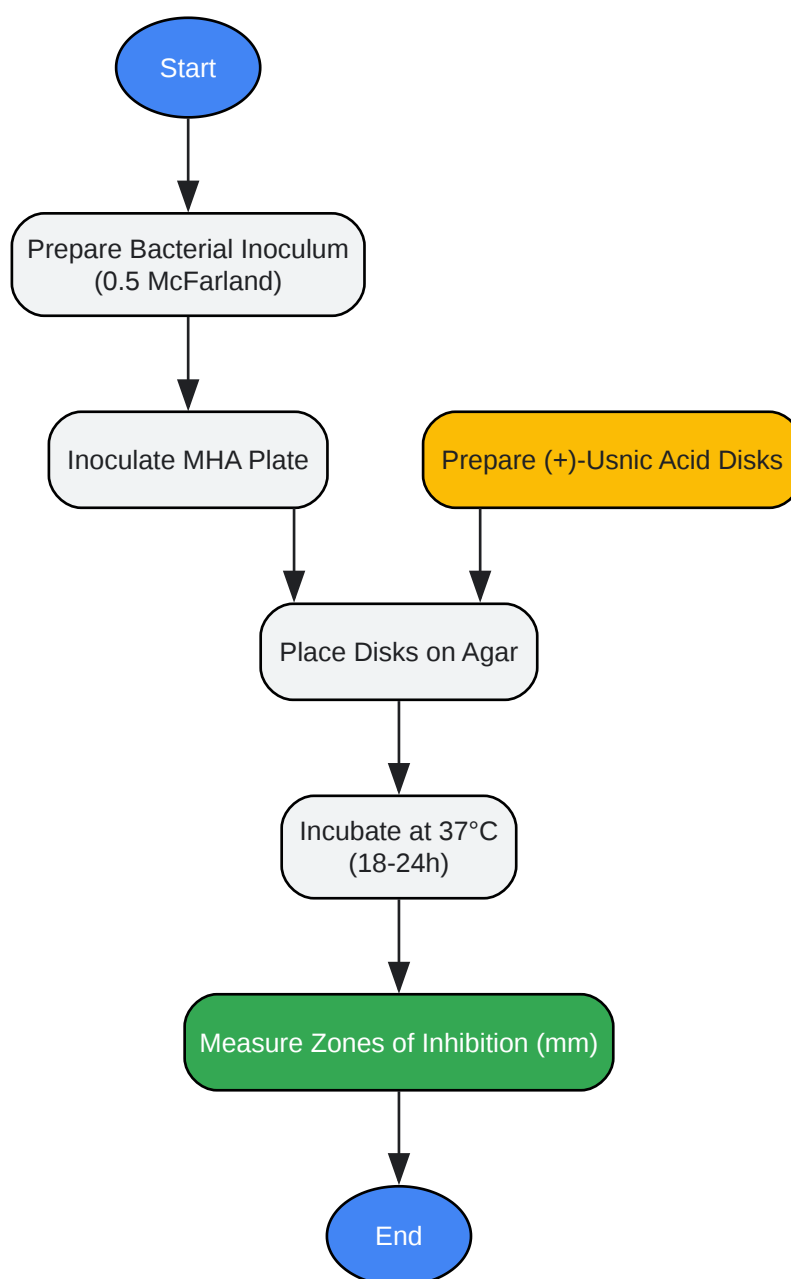 Start
Prepare Bacterial Inoculum
(0.5 McFarland)
Inoculate MHA Plate
Prepare (+)-Usnic Acid Disks
Place Disks on Agar
Incubate at 37°C
(18-24h)
Measure Zones of Inhibition (mm)
End